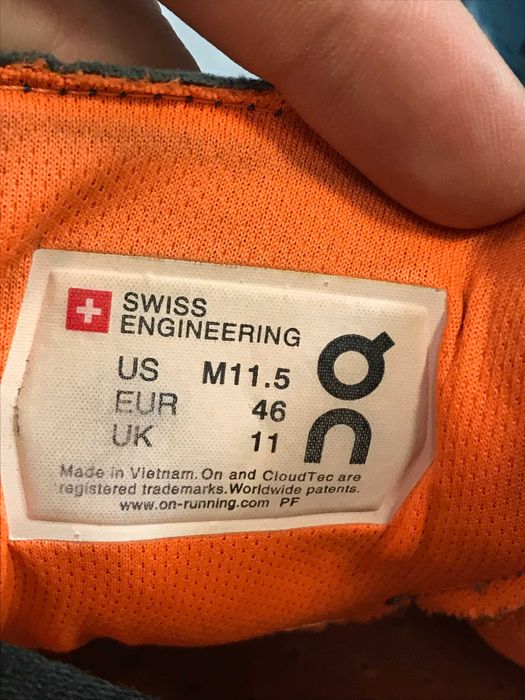 SWISS
ENGINEERING
US M11.5
EUR 46
UK 11
Made in Vietnam. On and CloudTec are
registered trademarks. Worldwide patents.
www.on-running.com PF